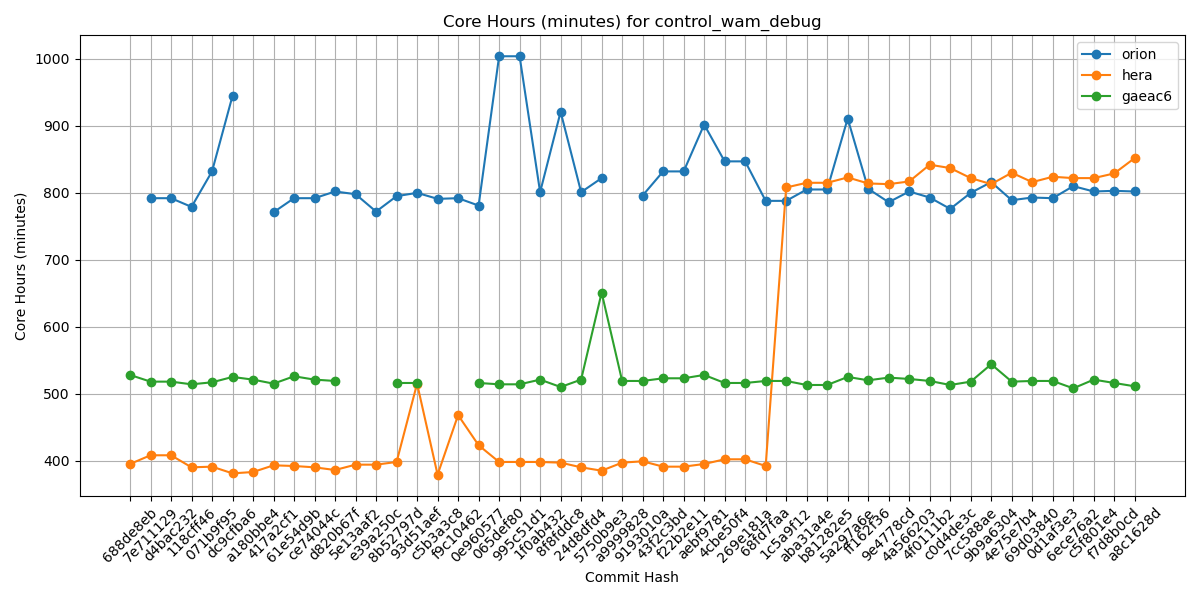 Core Hours (minutes) for control_wam_debug
orion
hera
gaeac6
Core Hours (minutes)
1000
900
800
700
600
500
400
688de8eb
7e711129
d4bac232
118cff46
071b9f95
dc9cfba6
a180bbe4
417a2cf1
61e54d9b
ce74044c
d820b67f
5e13aaf2
e39a250c
8b52797d
93d51aef
c5b3a3c8
f9c10462
0e960577
065def80
995c51d1
1f0ab432
8f8fddc8
24d8dfd4
5750b9e3
a9999828
9193010a
43f2c3bd
f22b2e11
aebf9781
4cbe50f4
269e181a
68fd7faa
1c5a9f12
aba31a4e
b81282e5
ff162f36
9e4778cd
4a566203
4f0111b2
c0d4de3c
7cc588ae
9b9a6304
4e75e7b4
69d03840
0d1af3e3
6ece76a2
c5f801e4
f7d8b0cd
a8c1628d
Commit Hash